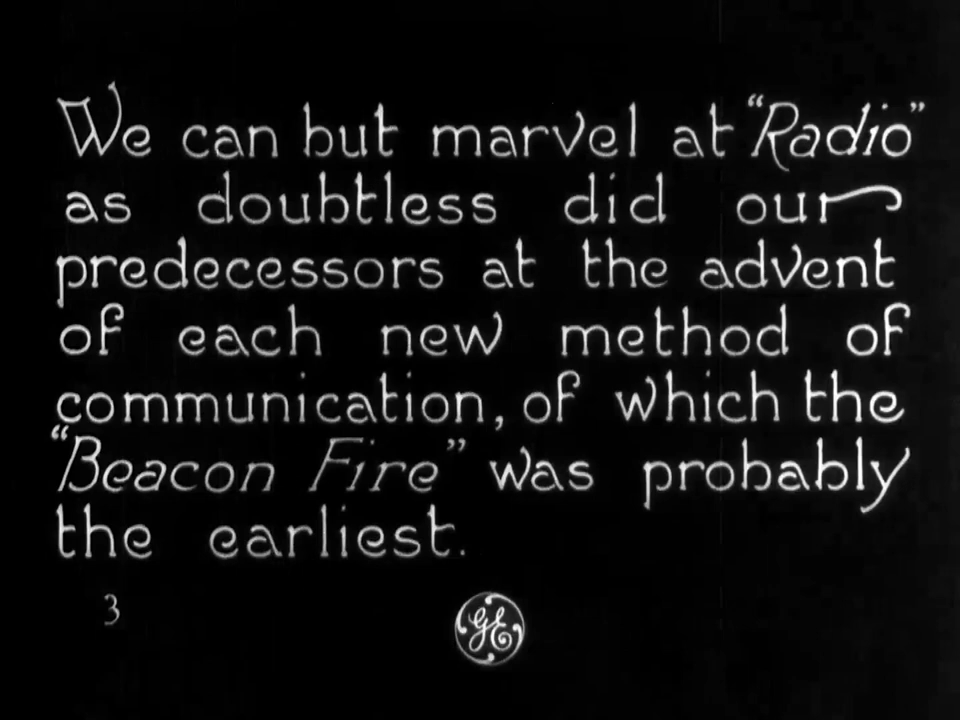 We can but marvel at "Radio"
as doubtless did our
predecessors at the advent
of each new method of
communication, of which the
"Beacon Fire" was probably
the earliest.
3
GE